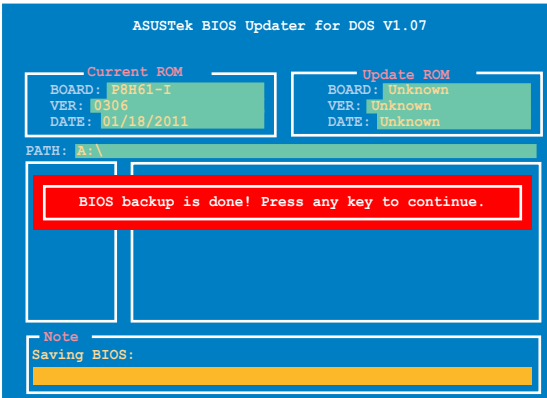 ASUSTek BIOS Updater for DOS V1.07
Current ROM
BOARD: P8H61-I
VER: 0306
DATE: 01/18/2011
Update ROM
BOARD: Unknown
VER: Unknown
DATE: Unknown
PATH: A:\
BIOS backup is done! Press any key to continue.
Note
Saving BIOS: